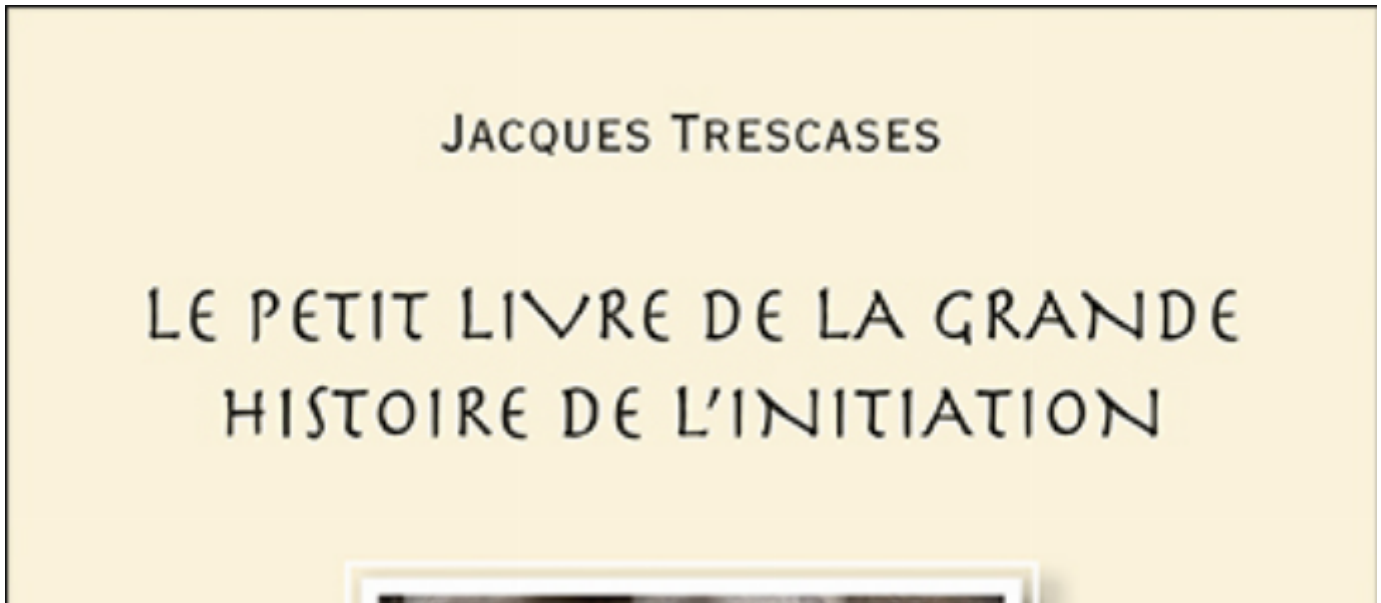 JACQUES TRESCASES
LE PETIT LIVRE DE LA GRANDE
HISTOIRE DE L'INITIATION